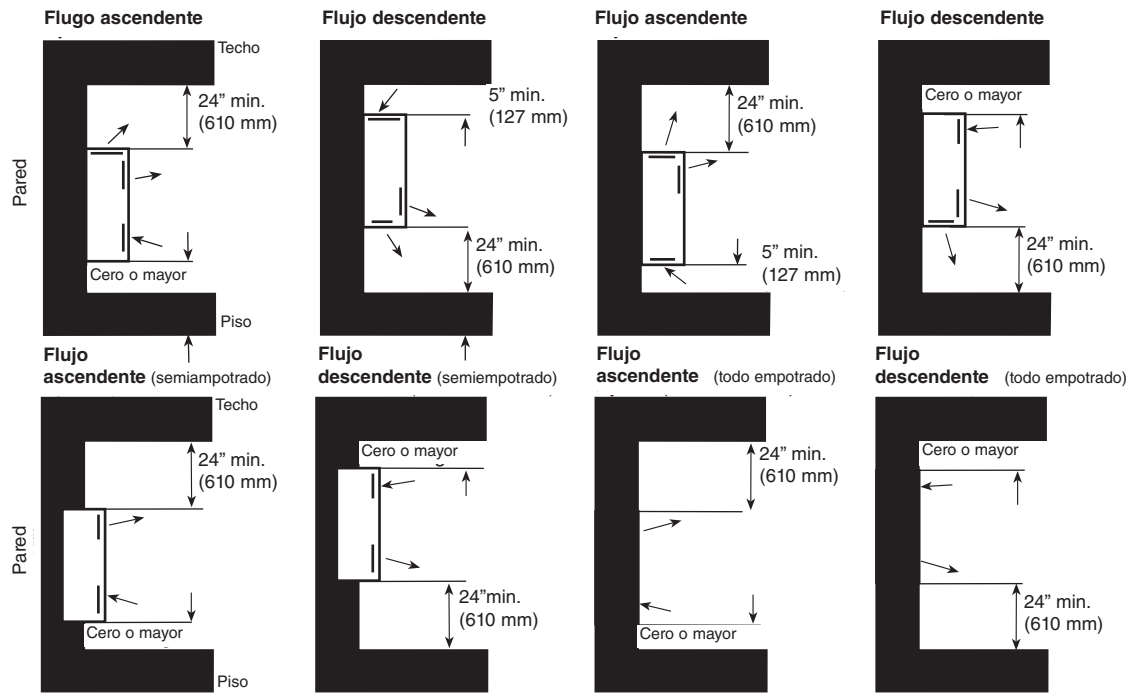 Flugo ascendente
Flujo descendente
Flujo ascendente
Flujo descendente
Techo
24” min.
(610 mm)
Pared
Cero o mayor
Piso
5” min.
(127 mm)
24” min.
(610 mm)
24” min.
(610 mm)
5” min.
(127 mm)
Cero o mayor
24” min.
(610 mm)
Flujo
ascendente (semiampotrado)
Flujo
descendente (semiempotrado)
Flujo
ascendente (todo empotrado)
Flujo
descendente (todo empotrado)
Techo
24” min.
(610 mm)
Pared
Cero o mayor
Piso
Cero o mayor
24”min.
(610 mm)
24” min.
(610 mm)
Cero o mayor
Cero o mayor
24” min.
(610 mm)